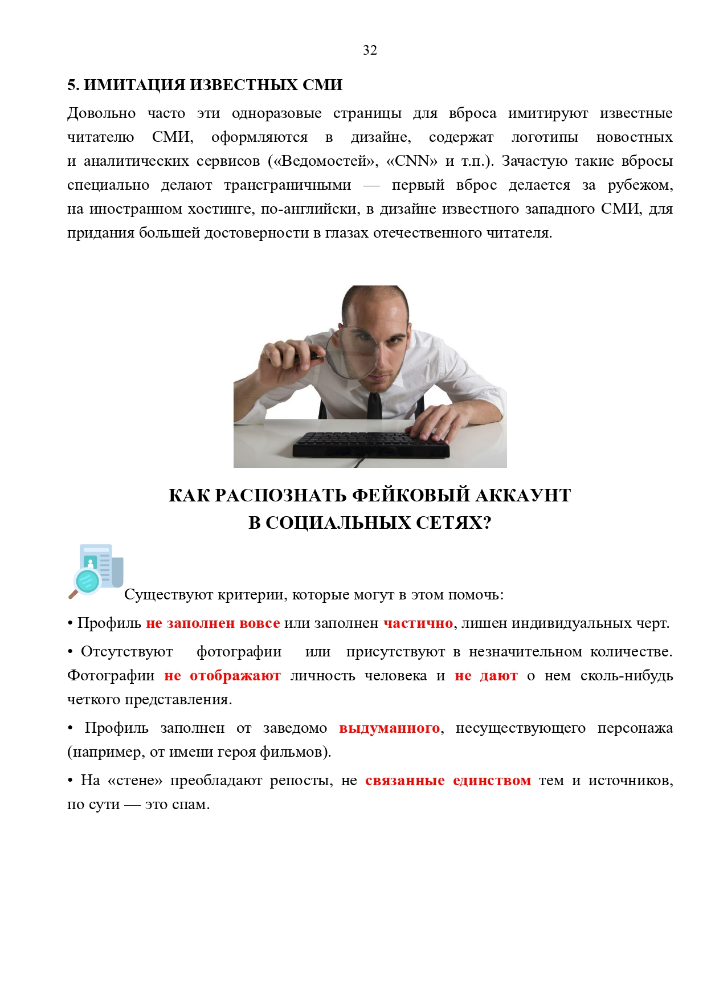 32
5. ИМИТАЦИЯ ИЗВЕСТНЫХ СМИ
Довольно часто эти одноразовые страницы для вброса имитируют известные
читателю СМИ, оформляются в дизайне, содержат логотипы новостных
и аналитических сервисов («Ведомостей», «CNN» и т.п.). Зачастую такие вбросы
специально делают трансграничными — первый вброс делается за рубежом,
на иностранном хостинге, по-английски, в дизайне известного западного СМИ, для
придания большей достоверности в глазах отечественного читателя.
КАК РАСПОЗНАТЬ ФЕЙКОВЫЙ АККАУНТ
В СОЦИАЛЬНЫХ СЕТЯХ?
Существуют критерии, которые могут в этом помочь:
• Профиль не заполнен вовсе или заполнен частично, лишен индивидуальных черт.
• Отсутствуют фотографии или присутствуют в незначительном количестве.
Фотографии не отображают личность человека и не дают о нем сколь-нибудь
четкого представления.
• Профиль заполнен от заведомо выдуманного, несуществующего персонажа
(например, от имени героя фильмов).
• На «стене» преобладают репосты, не связанные единством тем и источников,
по сути — это спам.